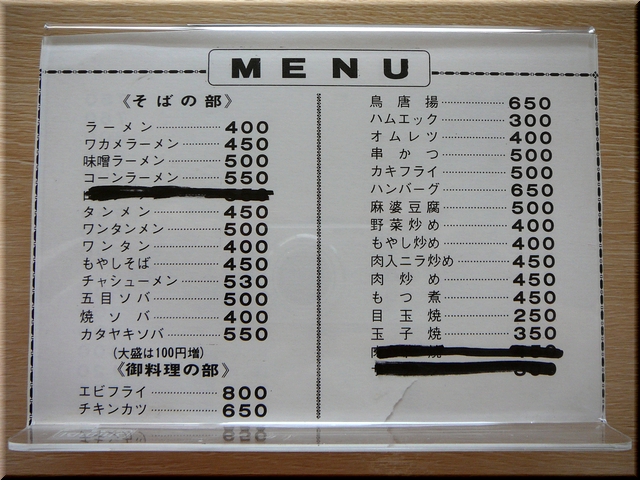 MENU
《そばの部》
ラーメン 400
ワカメラーメン 450
味噌ラーメン 500
コーンラーメン 550
タンメン 450
ワンタンメン 500
ワンタン 400
もやしそば 450
チャシューメン 530
五目ソバ 500
焼ソバ 400
カタヤキソバ 550
(大盛は100円増)
《御料理の部》
エビフライ 800
チキンカツ 650
鳥唐揚 650
ハムエック 300
オムレツ 400
串かつ 500
カキフライ 500
ハンバーグ 650
麻婆豆腐 500
野菜炒め 400
もやし炒め 400
肉入ニラ炒め 450
肉炒め 450
もつ煮 450
目玉焼 250
玉子焼 350